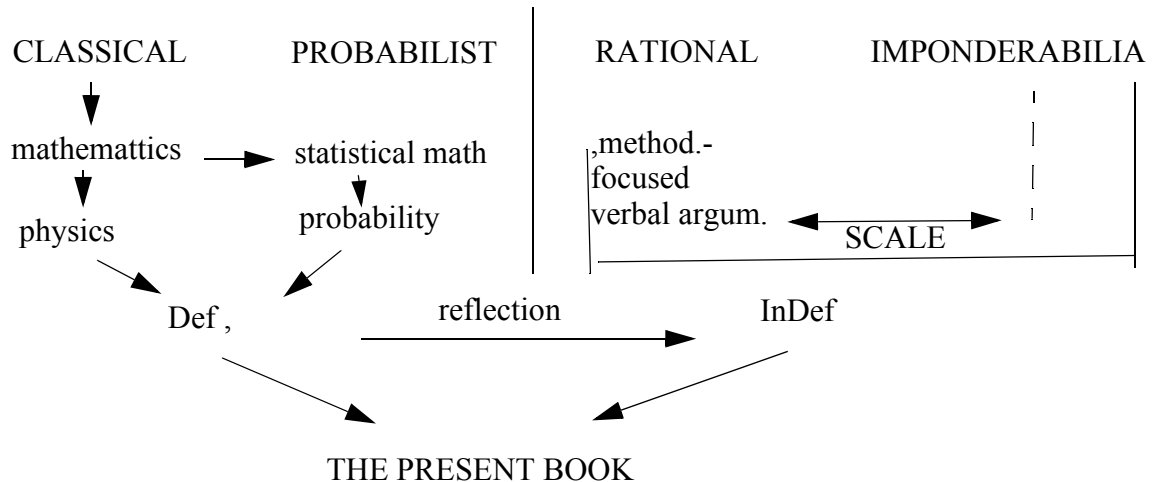 CLASSICAL PROBABILIST RATIONAL IMPONDERABILIA
mathemattics statistical math ,method.-
focused
physics probability verbal argum.
SCALE
Def , reflection InDef
THE PRESENT BOOK